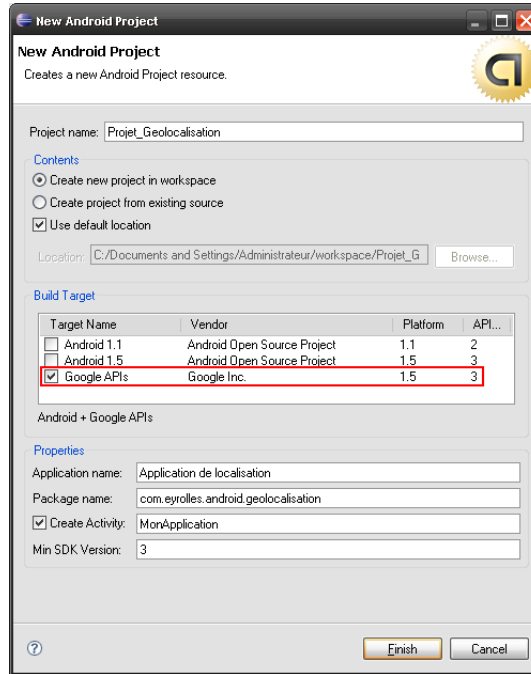 New Android Project
New Android Project
Creates a new Android Project resource.
Project name: Projet_Geolocalisation
Contents
Create new project in workspace
Create project from existing source
Use default location
Location: C:/Documents and Settings/Administrateur/workspace/Projet_G Browse...
Build Target
Target Name Vendor Platform API...
Android 1.1 Android Open Source Project 1.1 2
Android 1.5 Android Open Source Project 1.5 3
Google APIs Google Inc. 1.5 3
Android + Google APIs
Properties
Application name: Application de localisation
Package name: com.eyrolles.android.geolocalisation
Create Activity: MonApplication
Min SDK Version: 3
? Finish Cancel